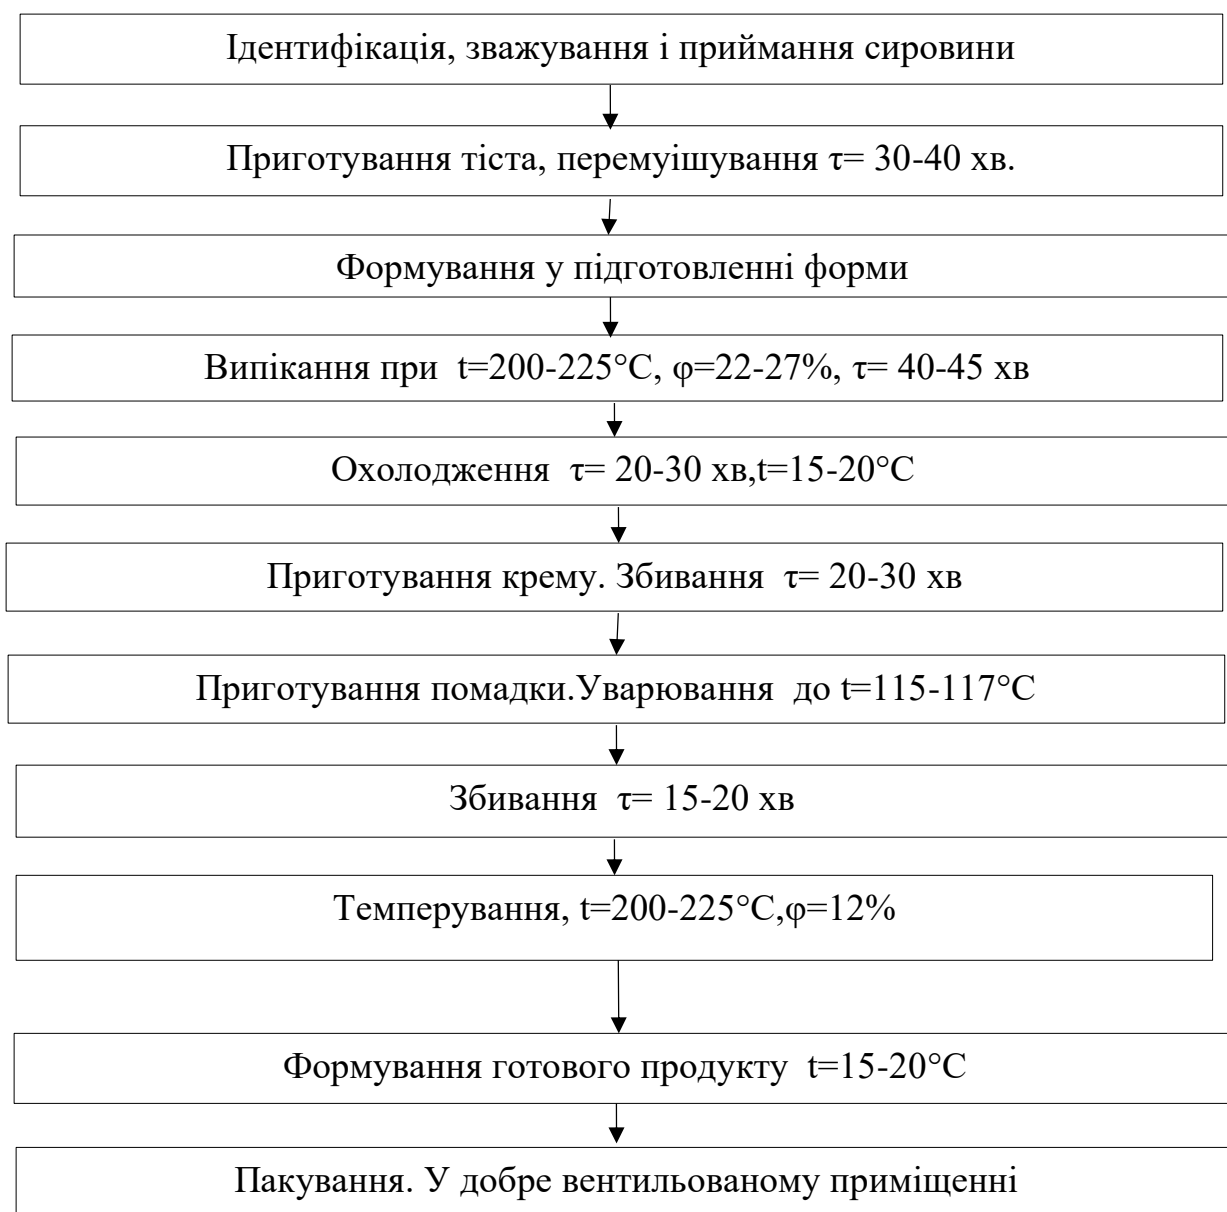 Ідентифікація, зважування і приймання сировини
Приготування тіста, перемуішування τ= 30-40 хв.
Формування у підготовленні форми
Випікання при t=200-225°C, φ=22-27%, τ= 40-45 хв
Охолодження τ= 20-30 хв,t=15-20°C
Приготування крему. Збивання τ= 20-30 хв
Приготування помадки.Уварювання до t=115-117°C
Збивання τ= 15-20 хв
Темперування, t=200-225°C,φ=12%
Формування готового продукту t=15-20°C
Пакування. У добре вентильованому приміщенні